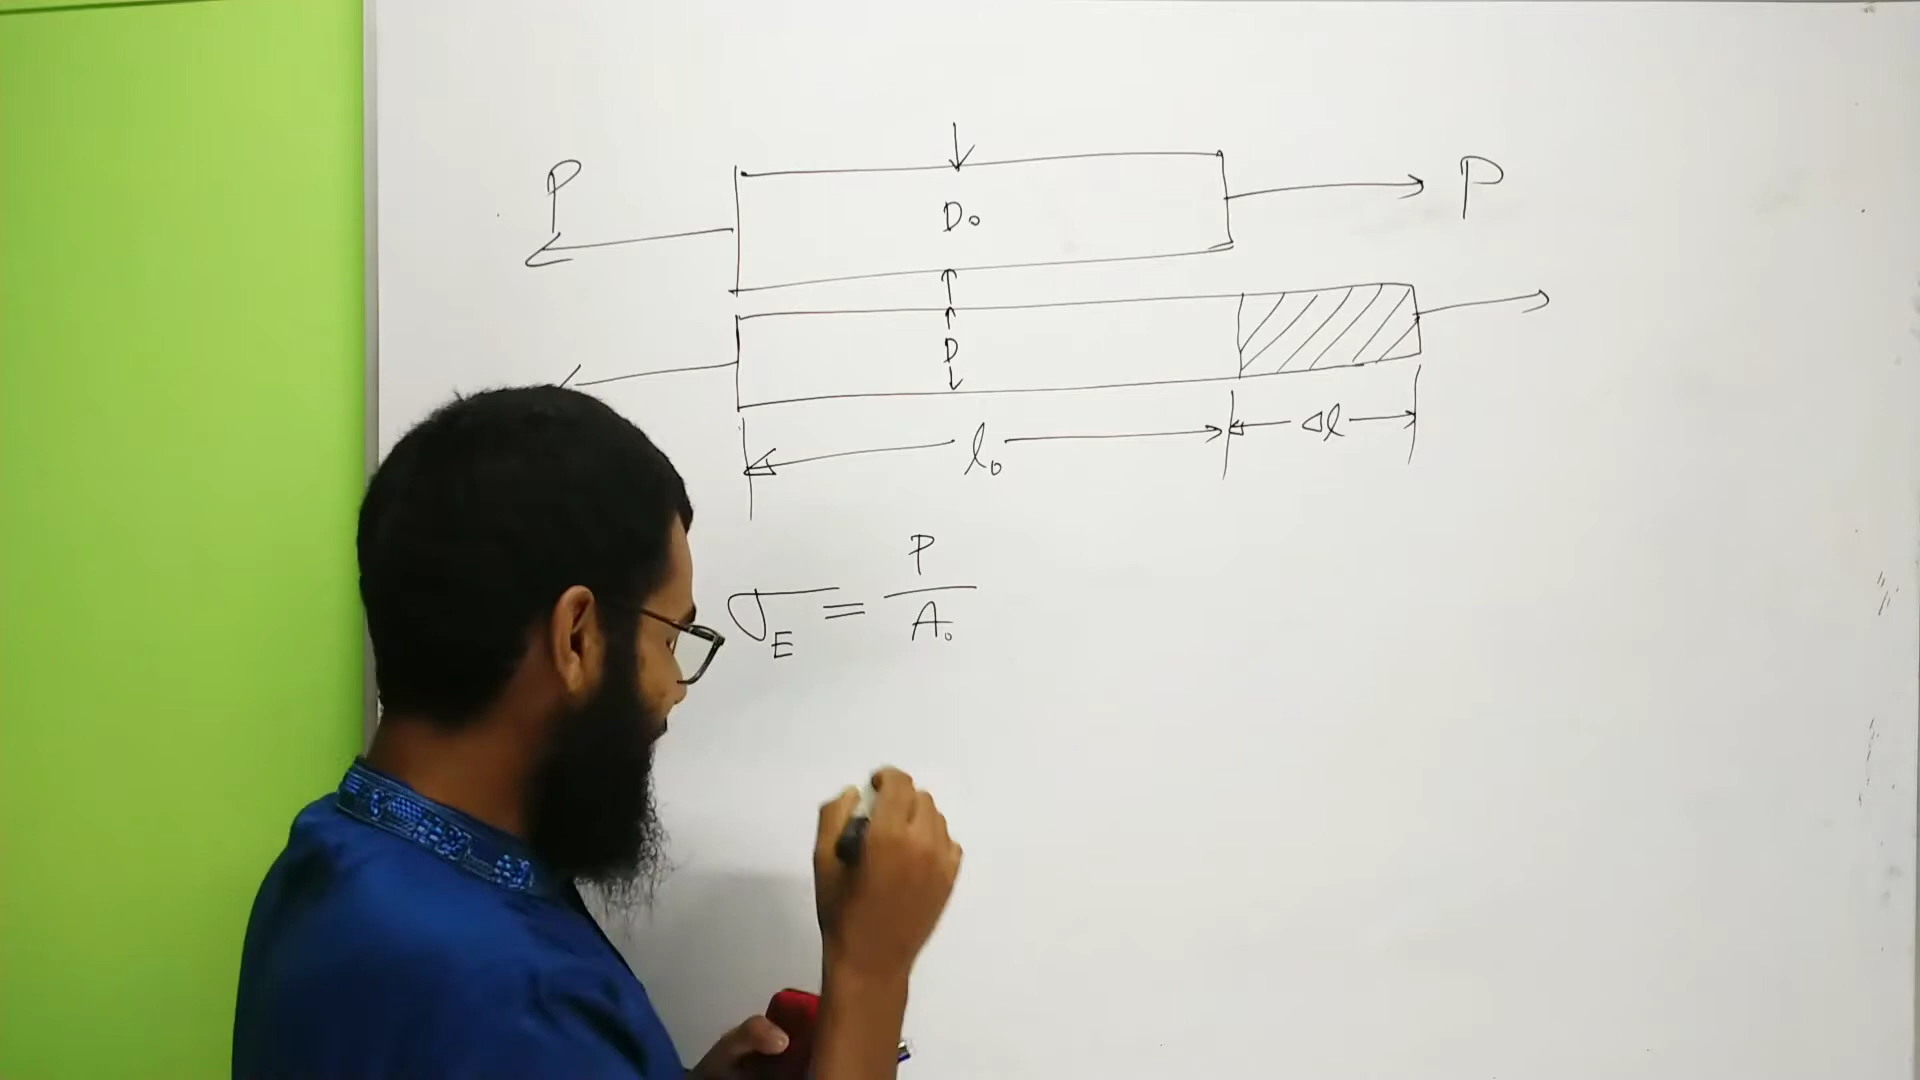 P P
D₀
D
l₀ Δl
σ_E = P / A₀